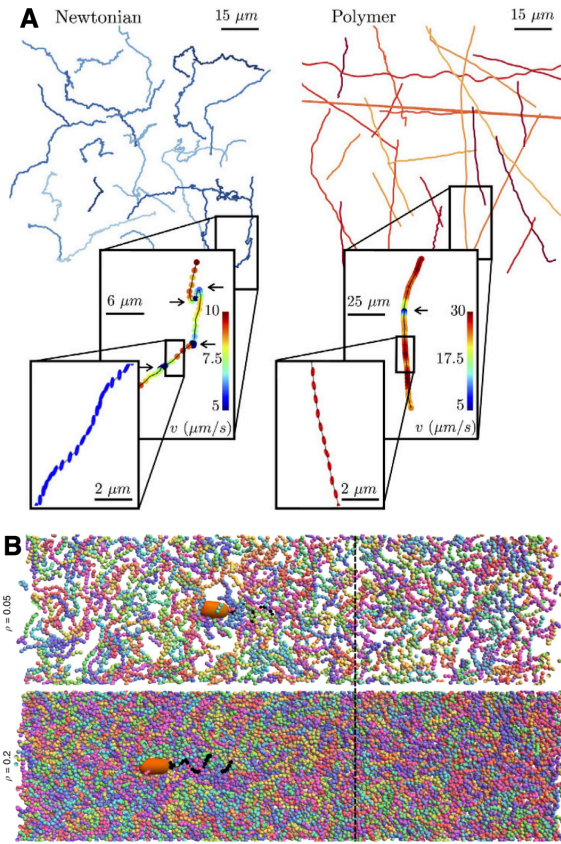 A Newtonian 15 μm Polymer 15 μm
6 μm 10 7.5 5 v (μm/s)
2 μm
25 μm 30 17.5 5 v (μm/s)
2 μm
B
ρ = 0.05
ρ = 0.2